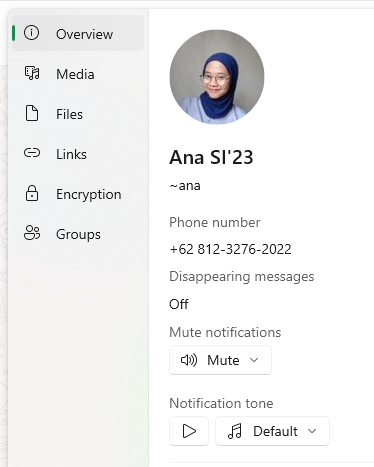 Overview
Media
Files
Links
Encryption
Groups
Ana SI'23
~ana
Phone number
+62 812-3276-2022
Disappearing messages
Off
Mute notifications
Mute
Notification tone
Default